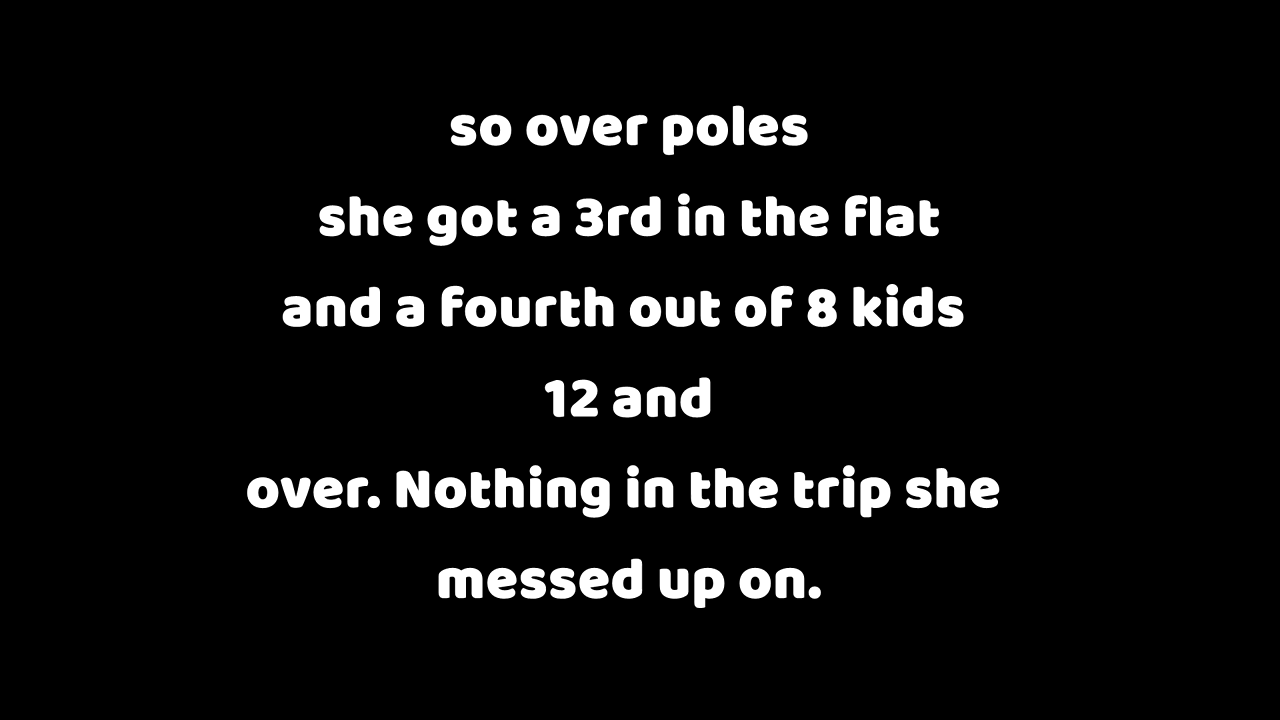 so over poles
she got a 3rd in the flat
and a fourth out of 8 kids
12 and
over. Nothing in the trip she
messed up on.